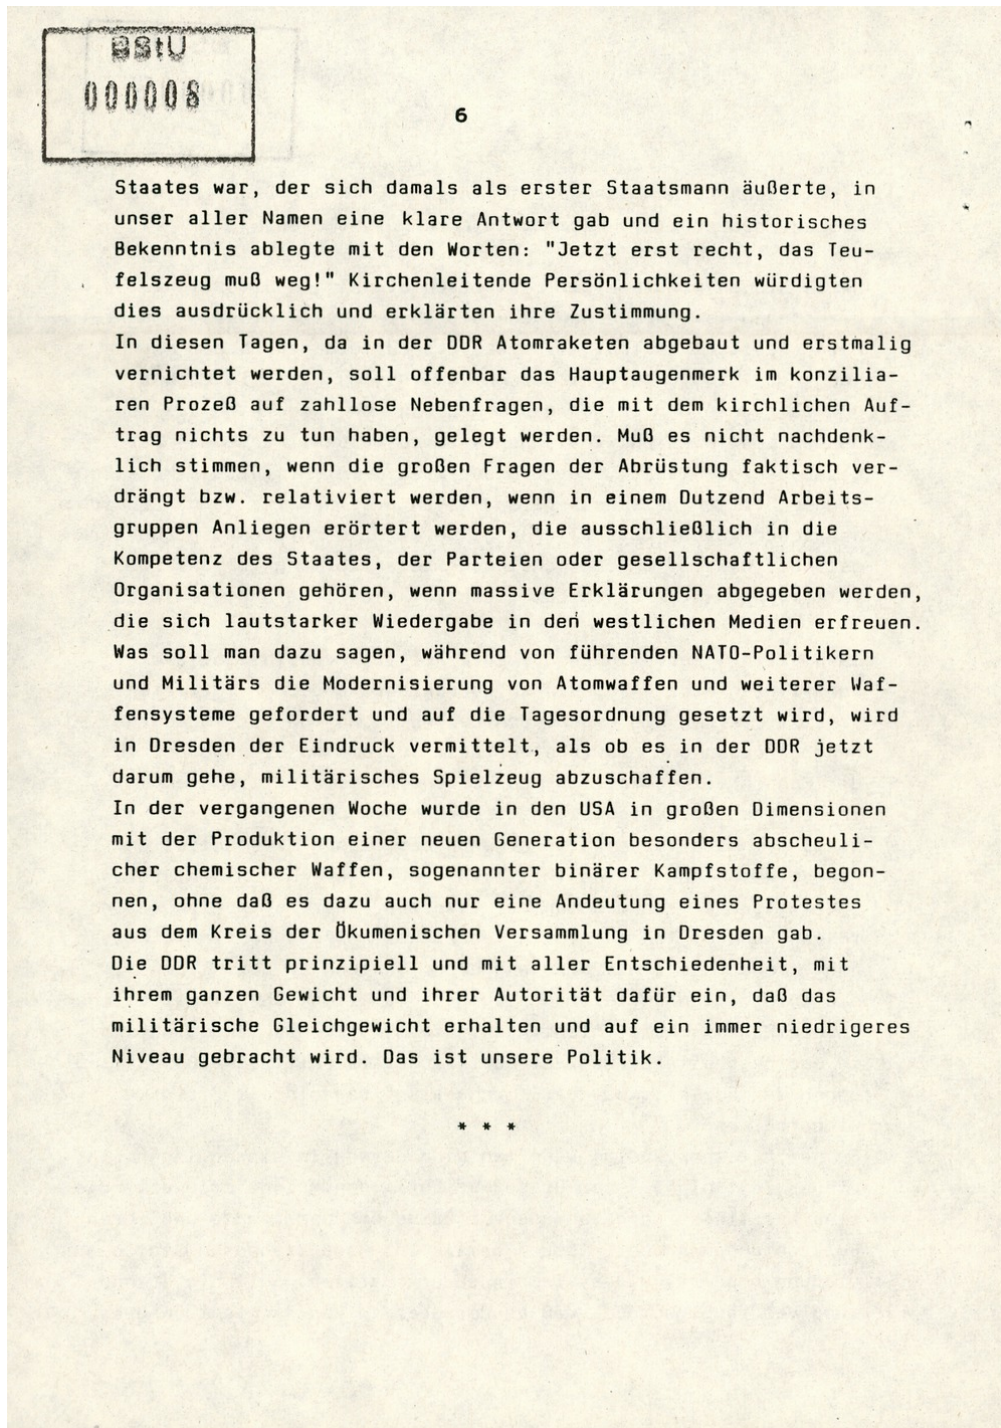 BStU
000008
6
Staates war, der sich damals als erster Staatsmann äußerte, in
unser aller Namen eine klare Antwort gab und ein historisches
Bekenntnis ablegte mit den Worten: "Jetzt erst recht, das Teu-
felszeug muß weg!" Kirchenleitende Persönlichkeiten würdigten
dies ausdrücklich und erklärten ihre Zustimmung.
In diesen Tagen, da in der DDR Atomraketen abgebaut und erstmalig
vernichtet werden, soll offenbar das Hauptaugenmerk im konzilia-
ren Prozeß auf zahllose Nebenfragen, die mit dem kirchlichen Auf-
trag nichts zu tun haben, gelegt werden. Muß es nicht nachdenk-
lich stimmen, wenn die großen Fragen der Abrüstung faktisch ver-
drängt bzw. relativiert werden, wenn in einem Dutzend Arbeits-
gruppen Anliegen erörtert werden, die ausschließlich in die
Kompetenz des Staates, der Parteien oder gesellschaftlichen
Organisationen gehören, wenn massive Erklärungen abgegeben werden,
die sich lautstarker Wiedergabe in den westlichen Medien erfreuen.
Was soll man dazu sagen, während von führenden NATO-Politikern
und Militärs die Modernisierung von Atomwaffen und weiterer Waf-
fensysteme gefordert und auf die Tagesordnung gesetzt wird, wird
in Dresden der Eindruck vermittelt, als ob es in der DDR jetzt
darum gehe, militärisches Spielzeug abzuschaffen.
In der vergangenen Woche wurde in den USA in großen Dimensionen
mit der Produktion einer neuen Generation besonders abscheuli-
cher chemischer Waffen, sogenannter binärer Kampfstoffe, begon-
nen, ohne daß es dazu auch nur eine Andeutung eines Protestes
aus dem Kreis der Ökumenischen Versammlung in Dresden gab.
Die DDR tritt prinzipiell und mit aller Entschiedenheit, mit
ihrem ganzen Gewicht und ihrer Autorität dafür ein, daß das
militärische Gleichgewicht erhalten und auf ein immer niedrigeres
Niveau gebracht wird. Das ist unsere Politik.
* * *